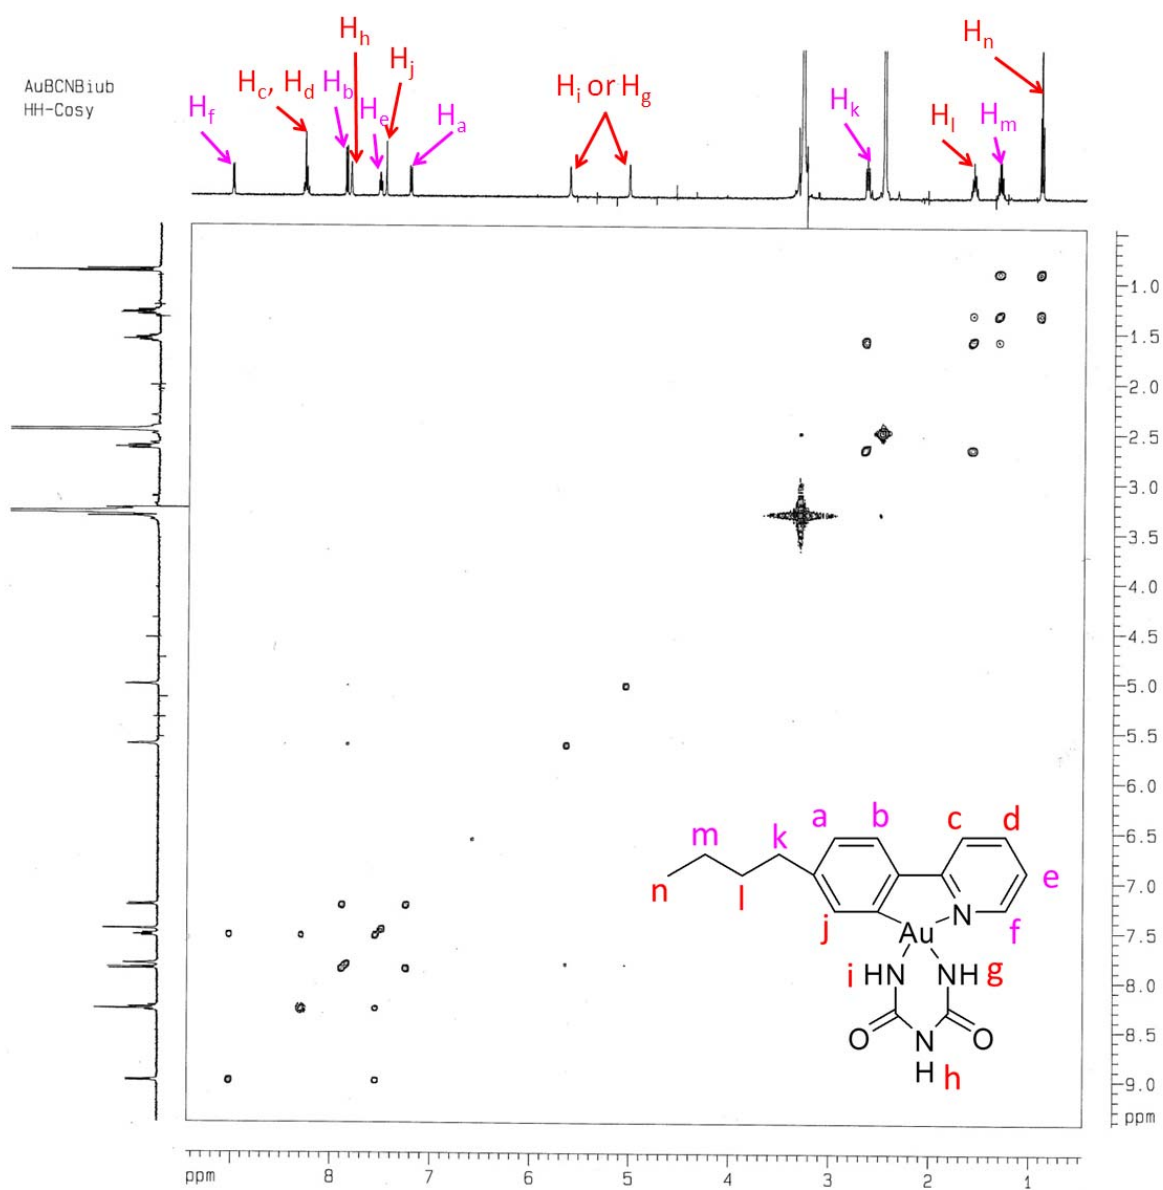 AuBCNBiub
HH-Cosy
Hf
Hc, Hd
Hb
Hh
He
Hj
Ha
Hi or Hg
Hk
Hl
Hm
Hn
1.0
1.5
2.0
2.5
3.0
3.5
4.0
4.5
5.0
5.5
6.0
6.5
7.0
7.5
8.0
8.5
9.0
ppm
a b c d
m k e
n l
j Au N f
i HN NH g
O N O
H h
ppm 8 7 6 5 4 3 2 1